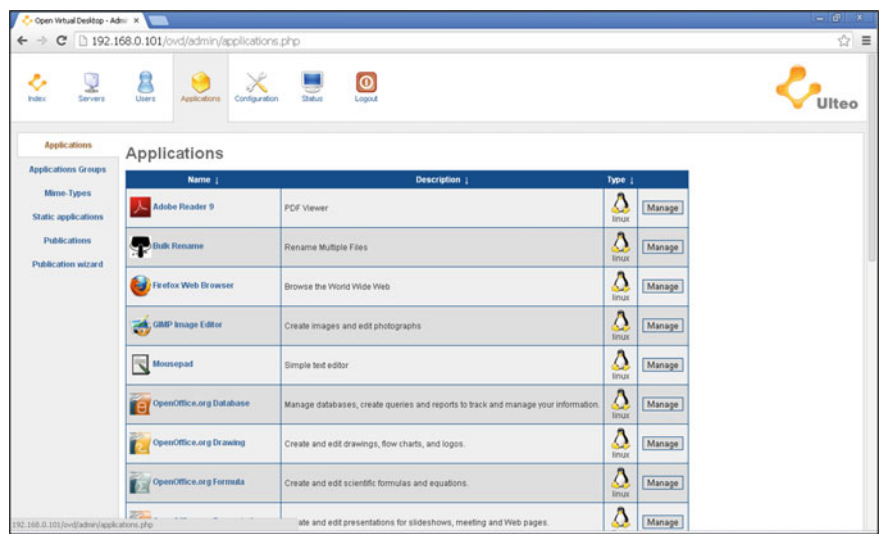 Open Virtual Desktop - Adm
192.168.0.101/ovd/admin/applications.php
Index
Servers
Users
Applications
Configuration
Status
Logout
Ulteo
Applications
Applications Groups
Mime-Types
Static applications
Publications
Publication wizard
Applications
Name ↓ Description ↓ Type ↓
Adobe Reader 9 PDF Viewer linux Manage
Bulk Rename Rename Multiple Files linux Manage
Firefox Web Browser Browse the World Wide Web linux Manage
GIMP Image Editor Create images and edit photographs linux Manage
Mousepad Simple text editor linux Manage
OpenOffice.org Database Manage databases, create queries and reports to track and manage your information. linux Manage
OpenOffice.org Drawing Create and edit drawings, flow charts, and logos. linux Manage
OpenOffice.org Formula Create and edit scientific formulas and equations. linux Manage
ate and edit presentations for slideshows, meeting and Web pages. Manage
192.168.0.101/ovd/admin/applications.php